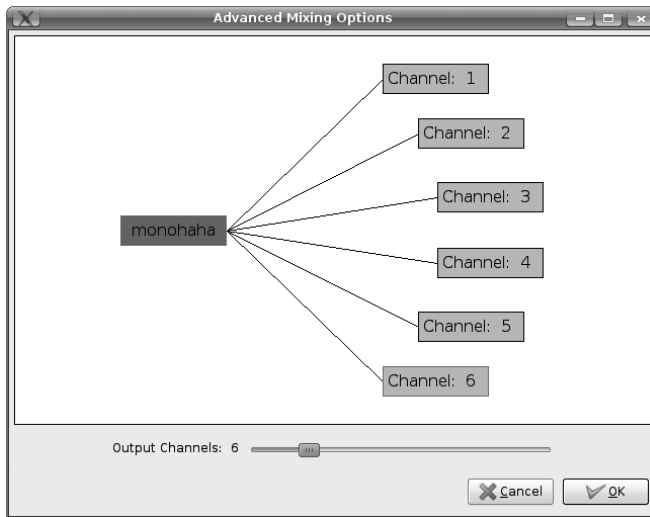 Advanced Mixing Options
Channel: 1
Channel: 2
Channel: 3
monohaha
Channel: 4
Channel: 5
Channel: 6
Output Channels: 6
Cancel OK